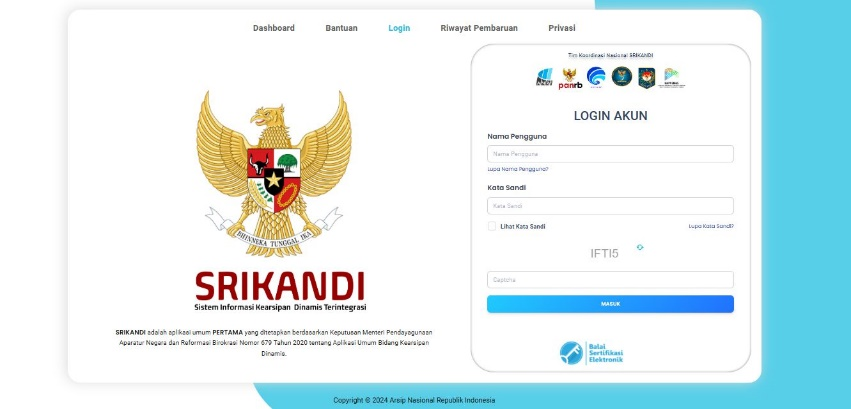 Dashboard Bantuan Login Riwayat Pembaruan Privasi
Tim Koordinasi Nasional SRIKANDI
panrb
LOGIN AKUN
Nama Pengguna
Nama Pengguna
Lupa Nama Pengguna?
Kata Sandi
Kata Sandi
Lihat Kata Sandi
Lupa Kata Sandi?
IFTI5
Captcha
MASUK
Balai
Sertifikasi
Elektronik
BHINNEKA TUNGGAL IKA
SRIKANDI
Sistem Informasi Kearsipan Dinamis Terintegrasi
SRIKANDI adalah aplikasi umum PERTAMA yang ditetapkan berdasarkan Keputusan Menteri Pendayagunaan
Aparatur Negara dan Reformasi Birokrasi Nomor 679 Tahun 2020 tentang Aplikasi Umum Bidang Kearsipan
Dinamis.
Copyright © 2024 Arsip Nasional Republik Indonesia